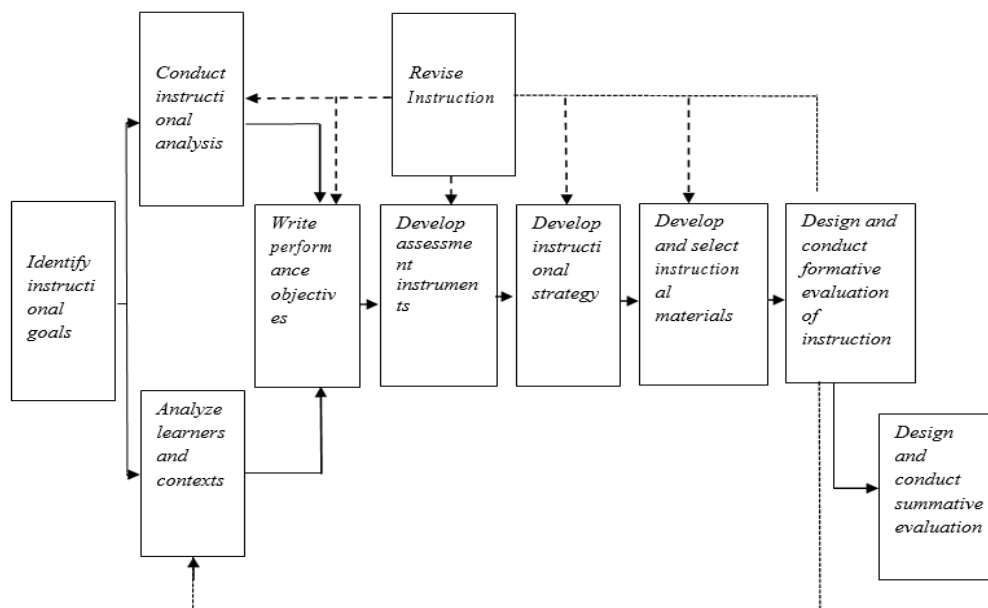 Conduct
instructi
onal
analysis
Revise
Instruction
Identify
instructi
onal
goals
Write
perform
ance
objectiv
es
Develop
assessme
nt
instrumen
ts
Develop
instructi
onal
strategy
Develop
and select
instruction
al
materials
Design and
conduct
formative
evaluation
of
instruction
Analyze
learners
and
contexts
Design
and
conduct
summative
evaluation